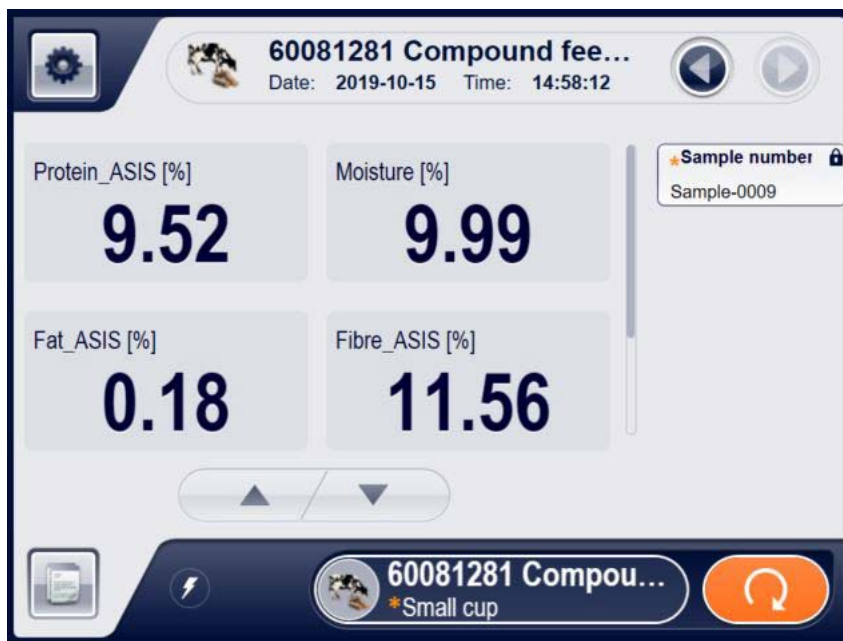 60081281 Compound fee...
Date: 2019-10-15 Time: 14:58:12
Protein_ASIS [%]
9.52
Moisture [%]
9.99
*Sample number
Sample-0009
Fat_ASIS [%]
0.18
Fibre_ASIS [%]
11.56
60081281 Compou...
*Small cup